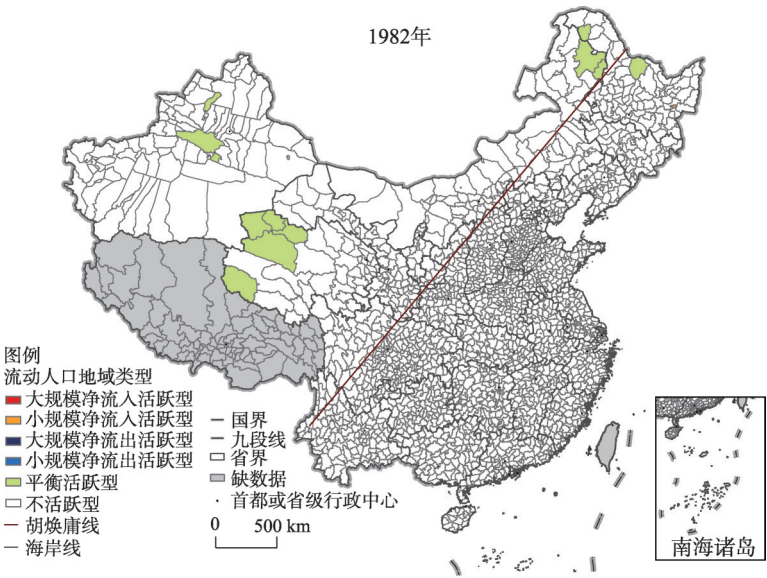 1982年
图例
流动人口地域类型
大规模净流入活跃型
小规模净流入活跃型
大规模净流出活跃型
小规模净流出活跃型
平衡活跃型
不活跃型
胡焕庸线
海岸线
国界
九段线
省界
缺数据
首都或省级行政中心
0 500 km
南海诸岛